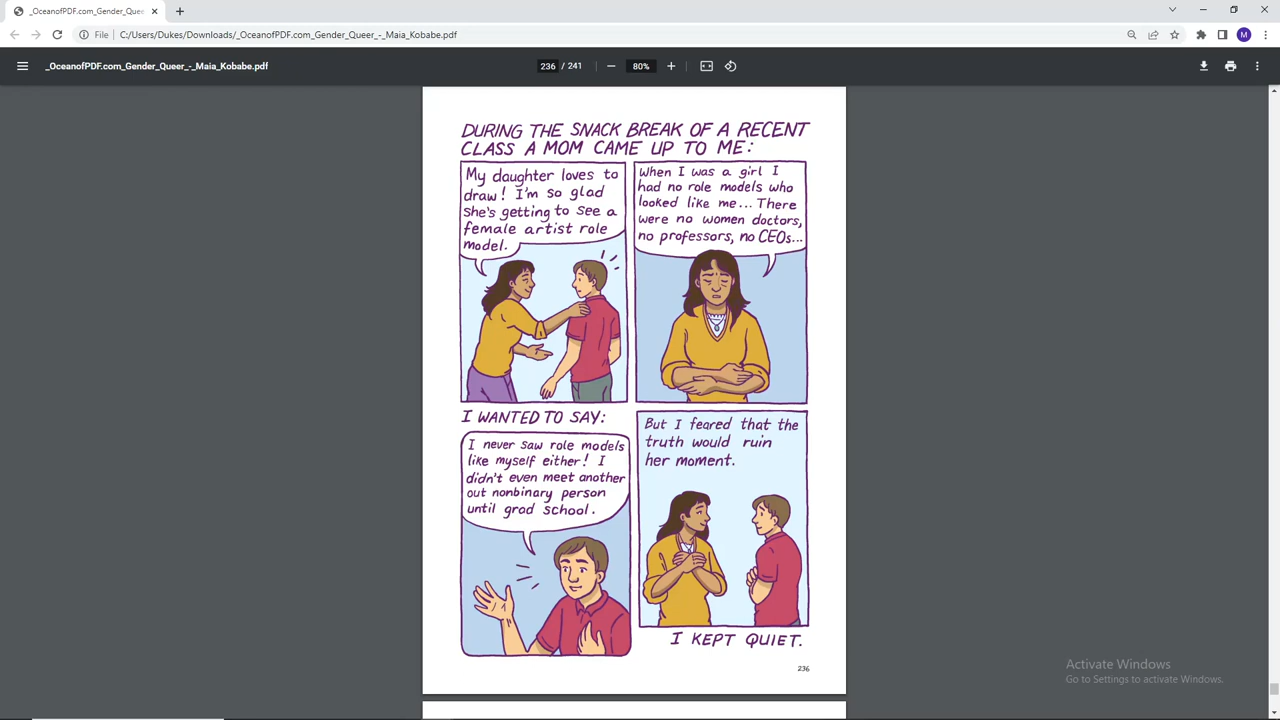 _OceanofPDF.com_Gender_Quee
File
C:/Users/Dukes/Downloads/_OceanofPDF.com_Gender_Queer_-_Maia_Kobabe.pdf
M
_OceanofPDF.com_Gender_Queer_-_Maia_Kobabe.pdf
236 / 241
80%
DURING THE SNACK BREAK OF A RECENT
CLASS A MOM CAME UP TO ME:
My daughter loves to
draw! I'm so glad
she's getting to see a
female artist role
model.
When I was a girl I
had no role models who
looked like me... There
were no women doctors,
no professors, no CEOs...
I WANTED TO SAY:
I never saw role models
like myself either! I
didn't even meet another
out nonbinary person
until grad school.
But I feared that the
truth would ruin
her moment.
I KEPT QUIET.
236
Activate Windows
Go to Settings to activate Windows.